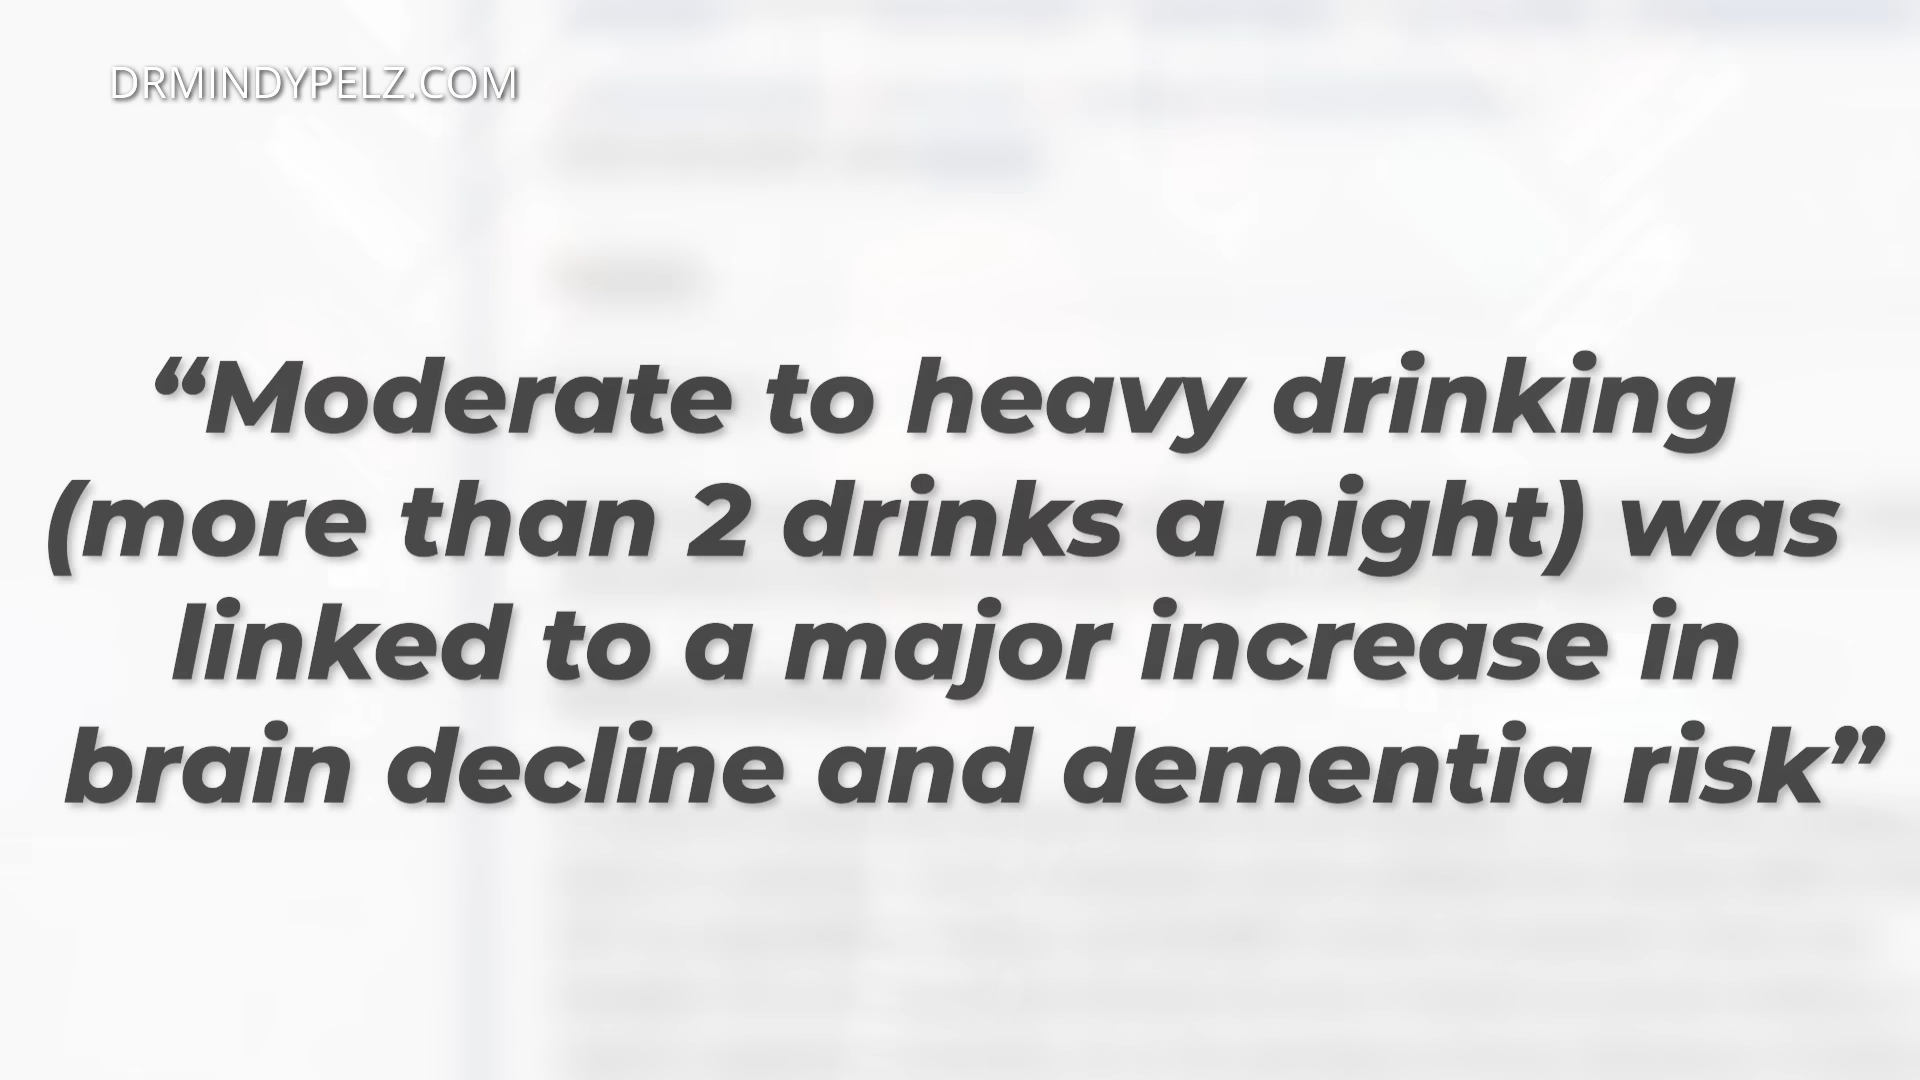 DRMINDYPELZ.COM
“Moderate to heavy drinking
(more than 2 drinks a night) was
linked to a major increase in
brain decline and dementia risk”